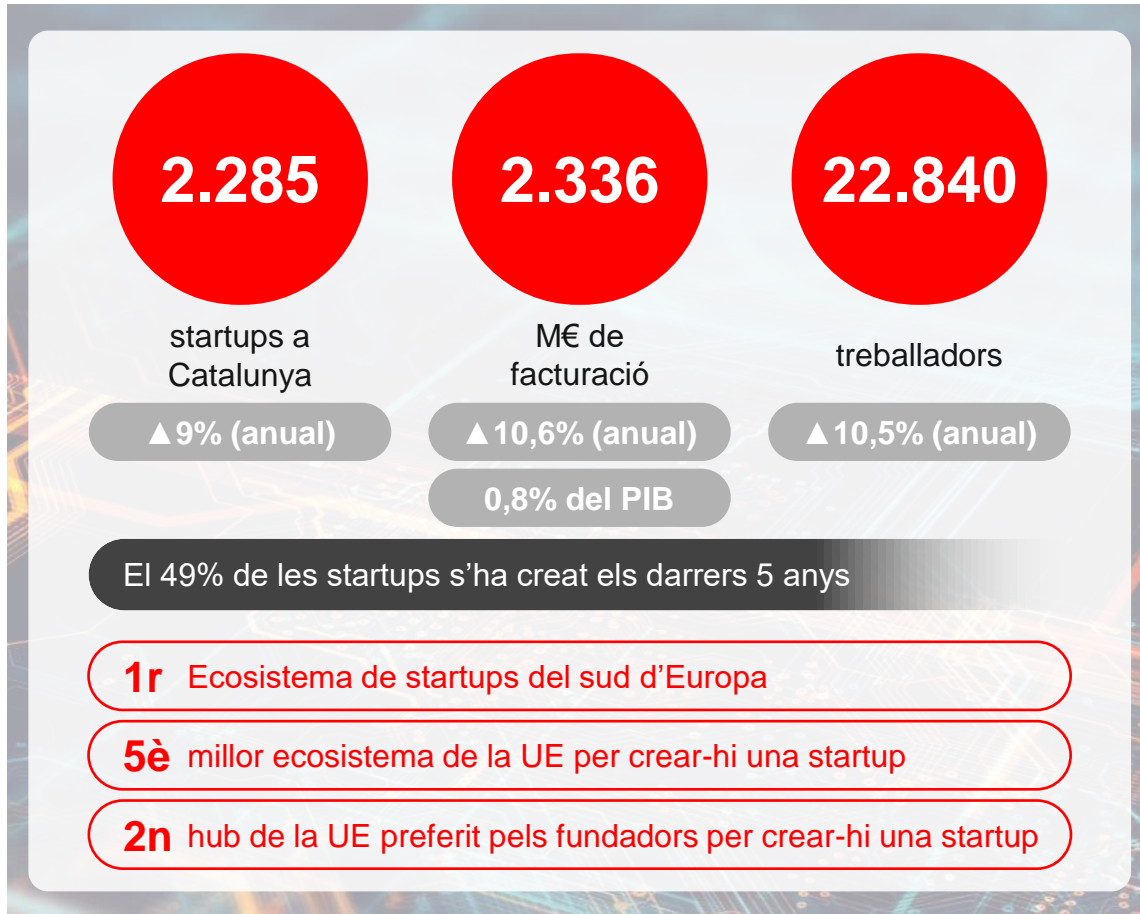 2.285
startups a
Catalunya
▲9% (anual)
2.336
M€ de
facturació
▲10,6% (anual)
0,8% del PIB
22.840
treballadors
▲10,5% (anual)
El 49% de les startups s’ha creat els darrers 5 anys
1r Ecosistema de startups del sud d’Europa
5è millor ecosistema de la UE per crear-hi una startup
2n hub de la UE preferit pels fundadors per crear-hi una startup